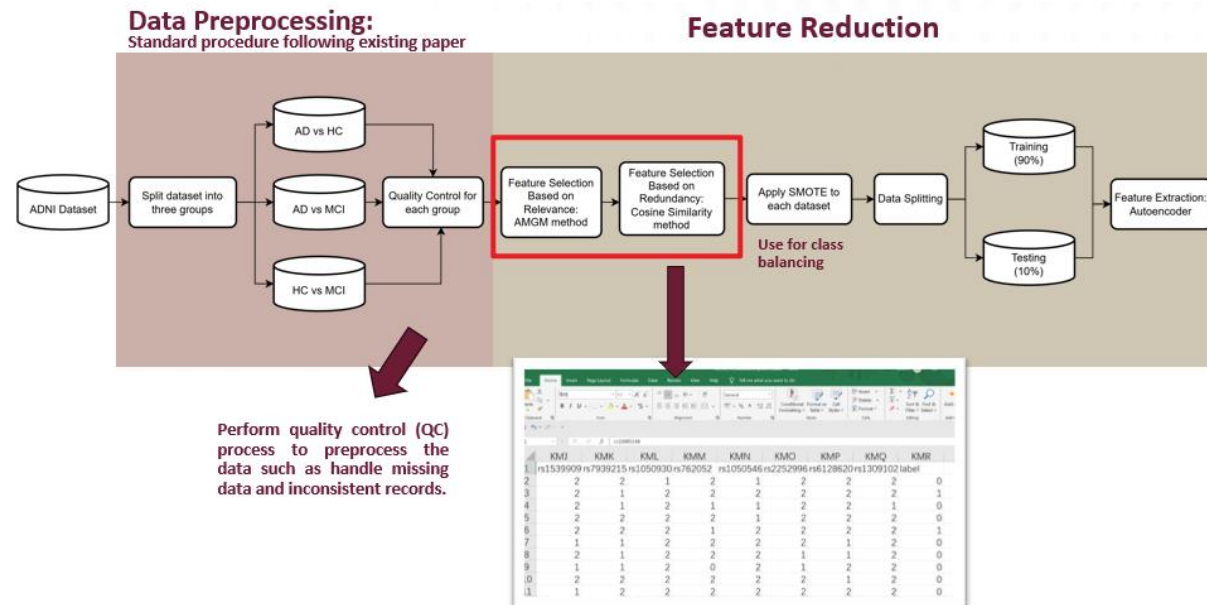 Data Preprocessing:
Standard procedure following existing paper
Feature Reduction
ADNI Dataset
Split dataset into
three groups
AD vs HC
AD vs MCI
HC vs MCI
Quality Control for
each group
Feature Selection
Based on
Relevance:
AMGM method
Feature Selection
Based on
Redundancy:
Cosine Similarity
method
Apply SMOTE to
each dataset
Use for class
balancing
Data Splitting
Training
(90%)
Testing
(10%)
Feature Extraction:
Autoencoder
Perform quality control (QC)
process to preprocess the
data such as handle missing
data and inconsistent records.
KMJ KMK KML KMM KMN KMO KMP KMQ KMR
1 rs1539909 rs7939215 rs1050930 rs762052 rs1050546 rs2252996 rs6128620 rs1309102 label
2 2 2 1 2 1 2 2 2 0
3 2 1 2 2 2 2 2 2 1
4 2 1 2 1 1 2 2 1 0
5 2 2 2 2 1 2 2 2 0
6 2 2 2 1 2 2 2 2 1
7 1 1 2 2 2 2 1 2 0
8 2 1 2 2 2 1 1 2 0
9 1 1 2 0 2 1 2 2 0
2 2 2 2 2 2 1 2 0
1 2 2 2 2 2 2 2 0